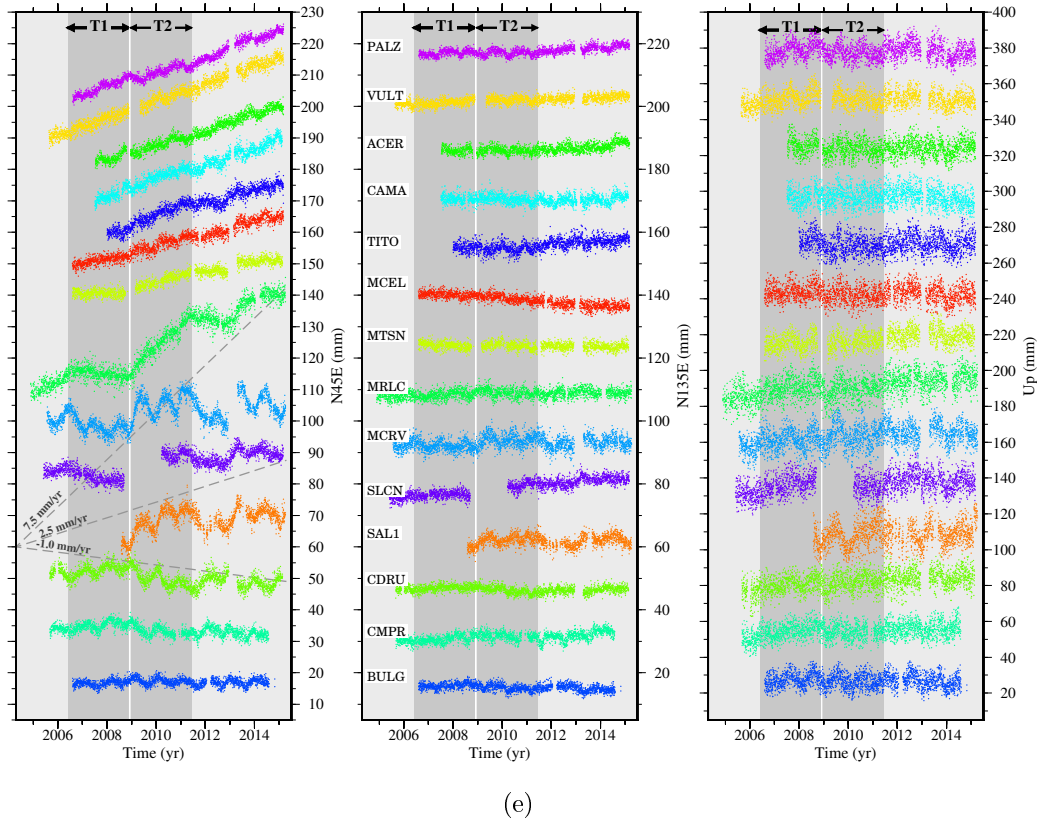 T1 T2
230
220
210
200
190
180
170
160
150
140
130
120
110
100
90
80
70
60
50
40
30
20
10
N45E (mm)
7.5 mm/yr
2.5 mm/yr
-1.0 mm/yr
2006 2008 2010 2012 2014
Time (yr)
T1 T2
PALZ
VULT
ACER
CAMA
TITO
MCEL
MTSN
MRLC
MCRV
SLCN
SAL1
CDRU
CMPR
BULG
220
200
180
160
140
120
100
80
60
40
20
N135E (mm)
2006 2008 2010 2012 2014
Time (yr)
T1 T2
400
380
360
340
320
300
280
260
240
220
200
180
160
140
120
100
80
60
40
20
Up (mm)
2006 2008 2010 2012 2014
Time (yr)
(e)